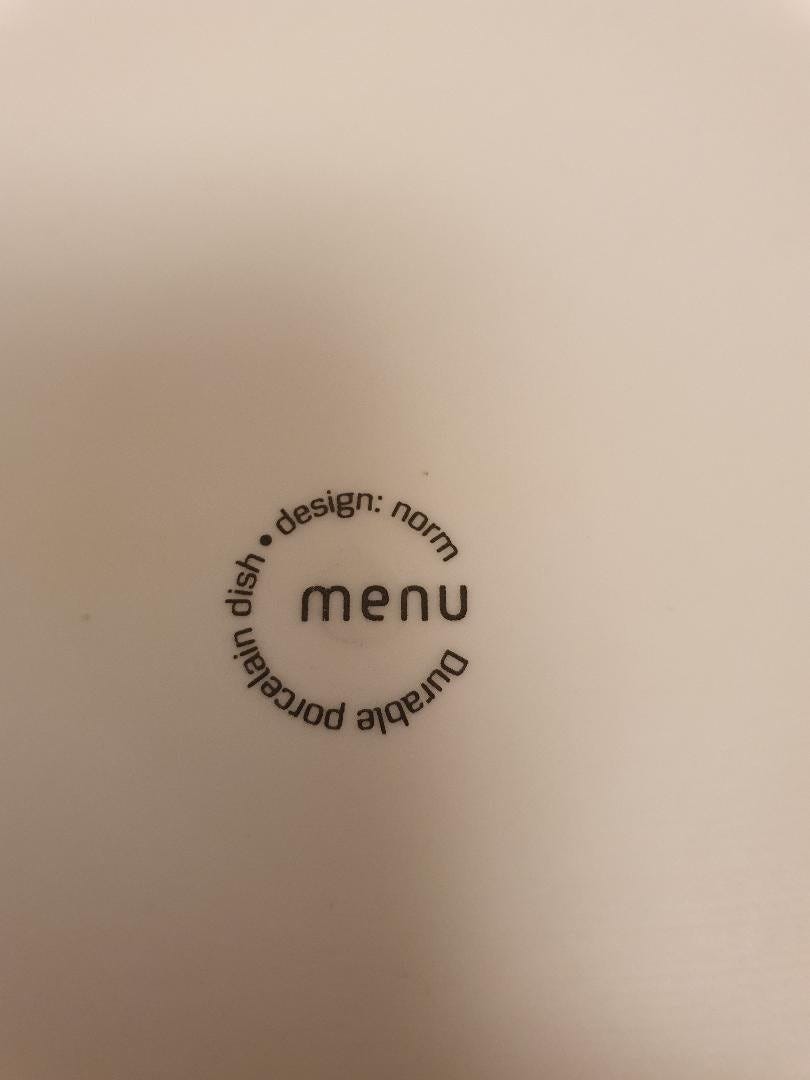 Durable porcelain dish • design: norm
menu